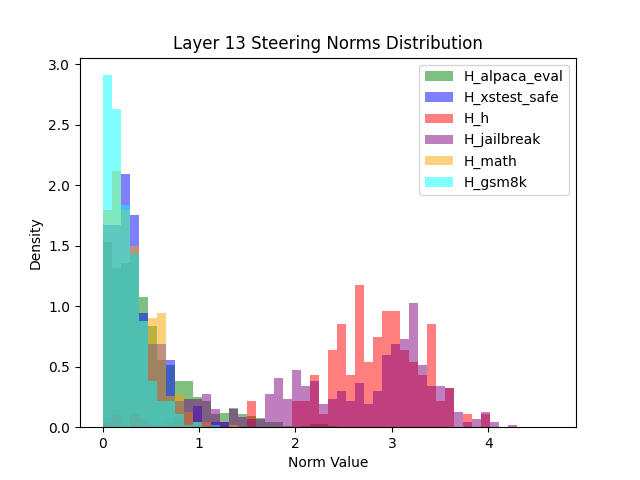 Layer 13 Steering Norms Distribution
3.0
2.5
2.0
1.5
1.0
0.5
0.0
Density
H_alpaca_eval
H_xstest_safe
H_h
H_jailbreak
H_math
H_gsm8k
0
1
2
3
4
Norm Value